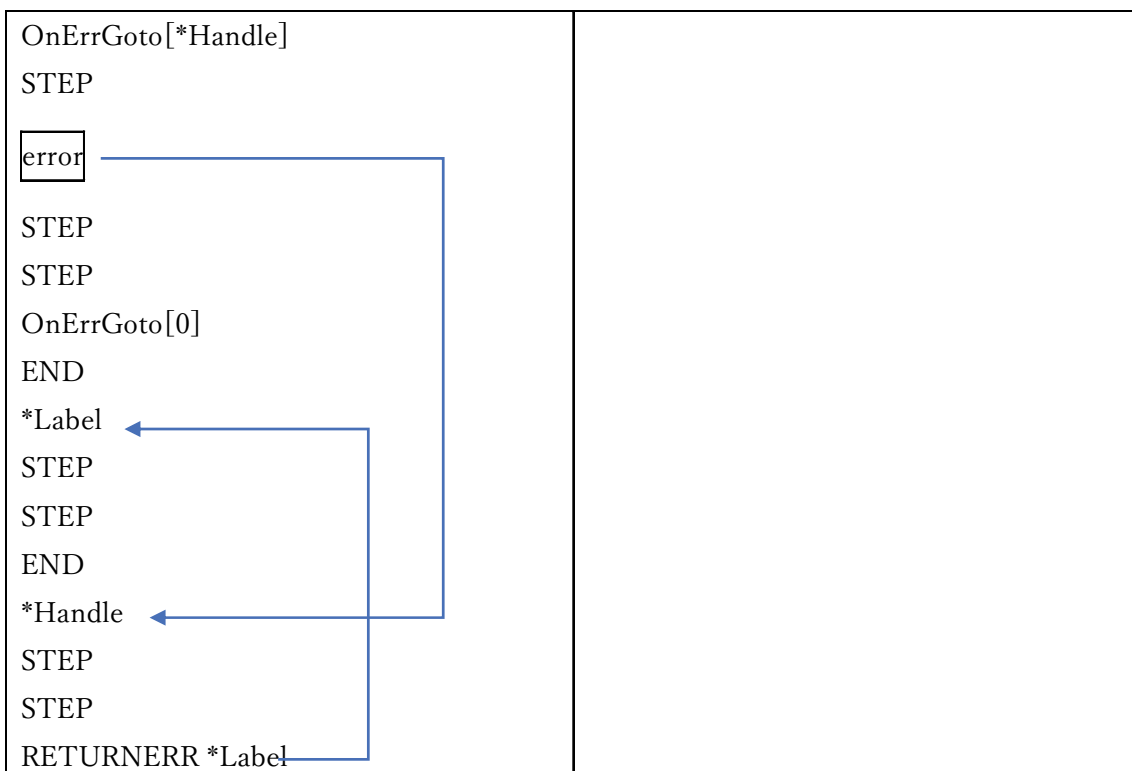 OnErrGoto[*Handle]
STEP
error
STEP
STEP
OnErrGoto[0]
END
*Label
STEP
STEP
END
*Handle
STEP
STEP
RETURNERR *Label